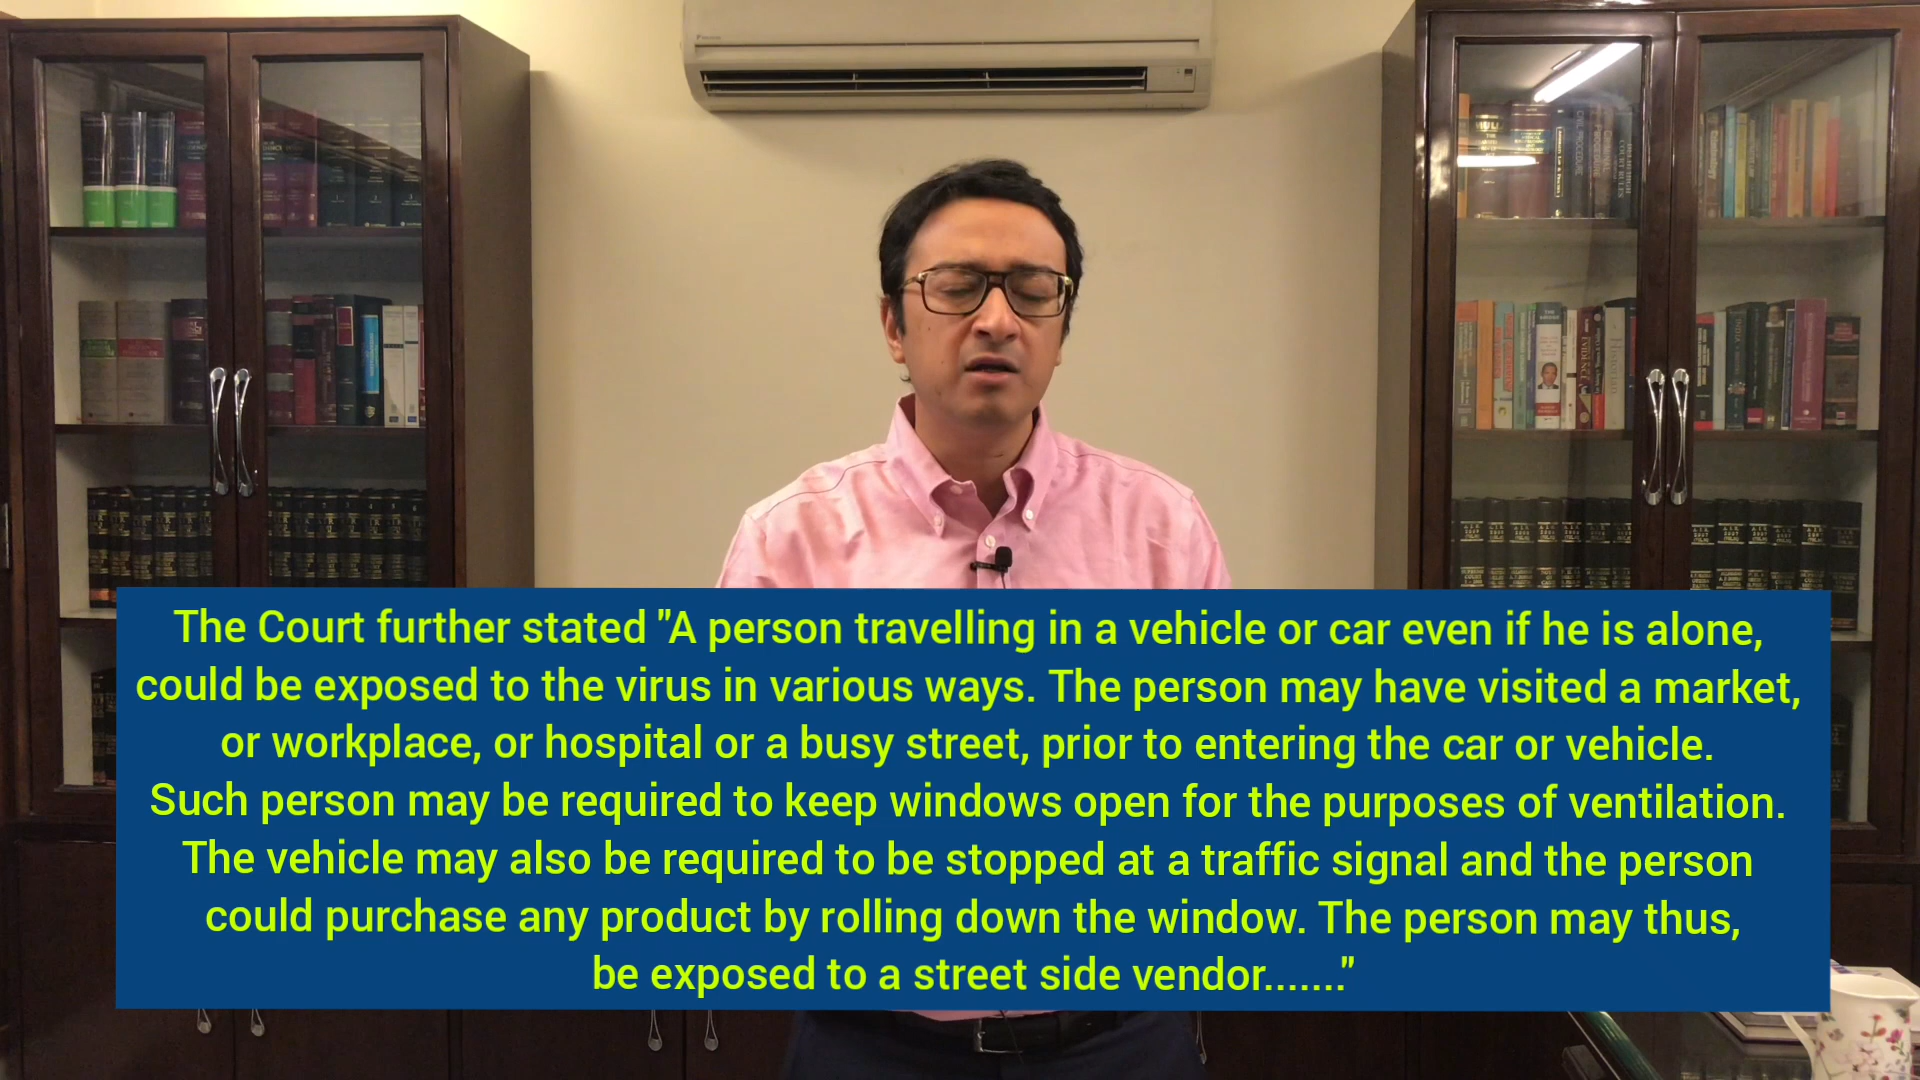 The Court further stated "A person travelling in a vehicle or car even if he is alone,
could be exposed to the virus in various ways. The person may have visited a market,
or workplace, or hospital or a busy street, prior to entering the car or vehicle.
Such person may be required to keep windows open for the purposes of ventilation.
The vehicle may also be required to be stopped at a traffic signal and the person
could purchase any product by rolling down the window. The person may thus,
be exposed to a street side vendor......."